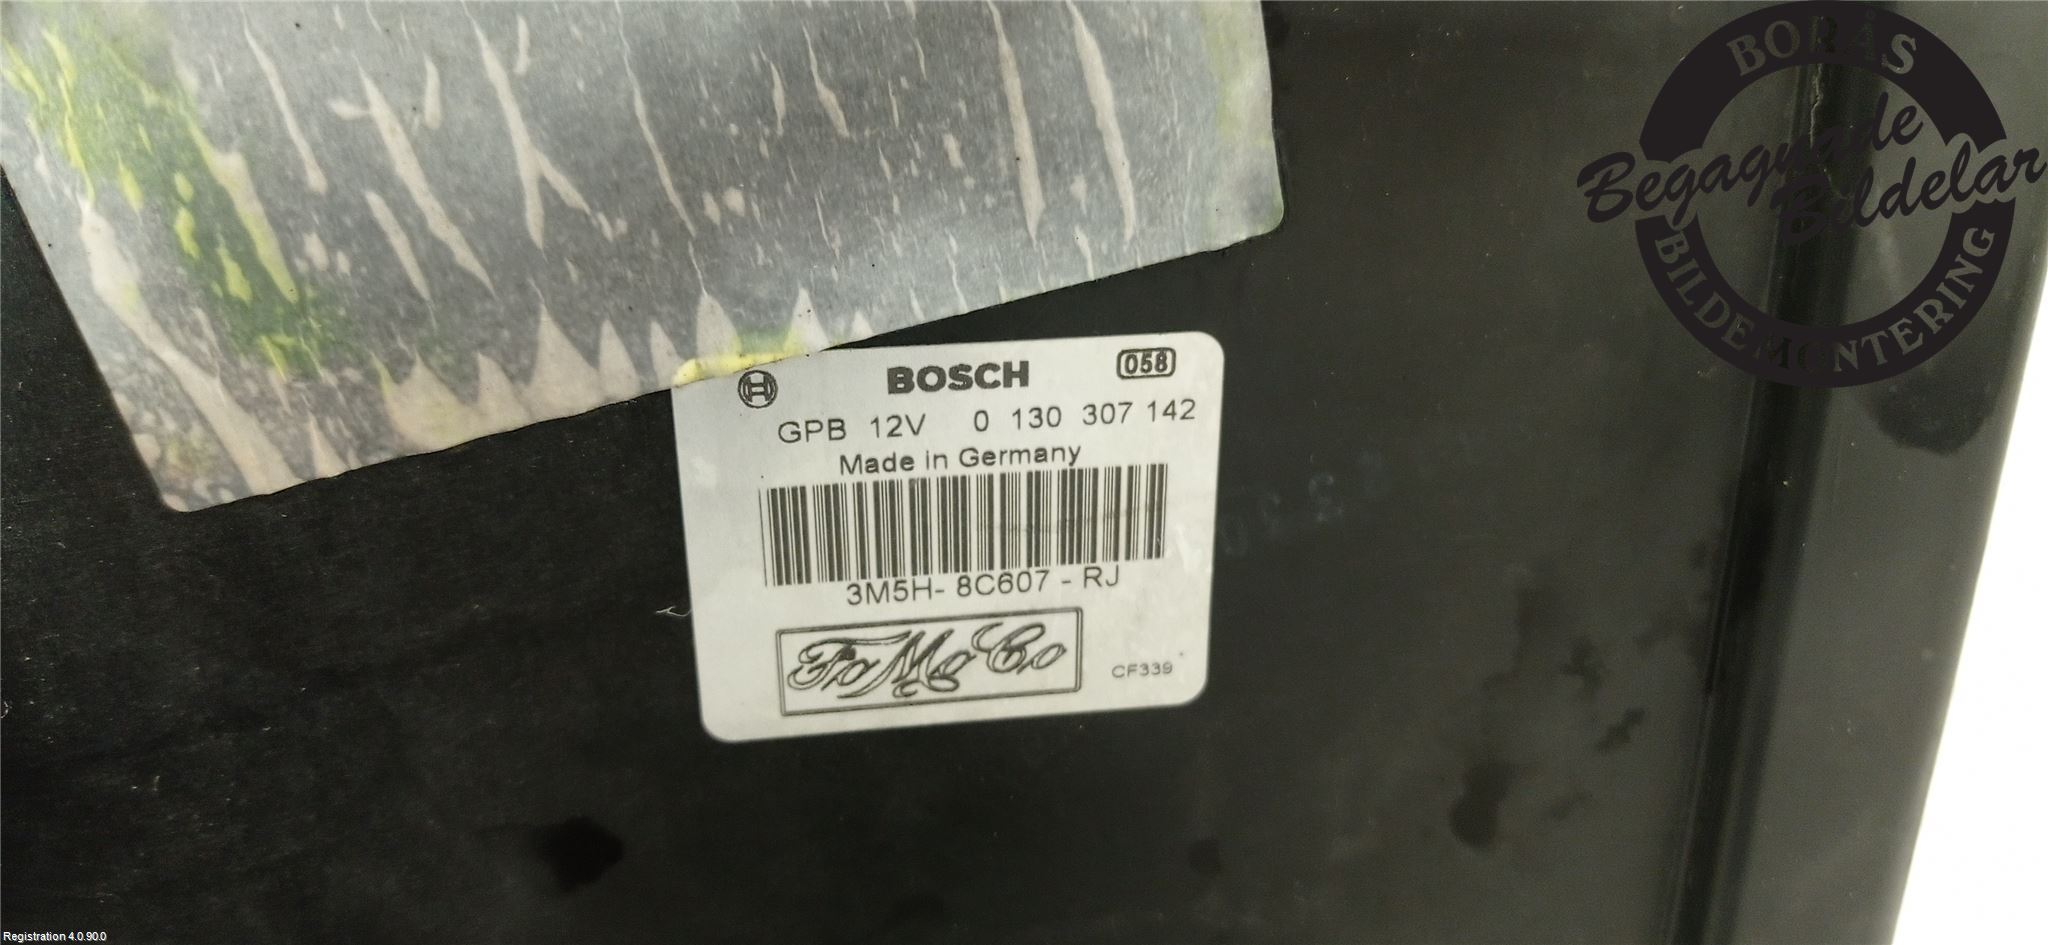 BORÅS
Begagnade
Bildelar
BILDEMONTERING
BOSCH
058
GPB 12V 0 130 307 142
Made in Germany
3M5H- 8C607 - RJ
FoMoCo
CF339
Registration 4.0.90.0